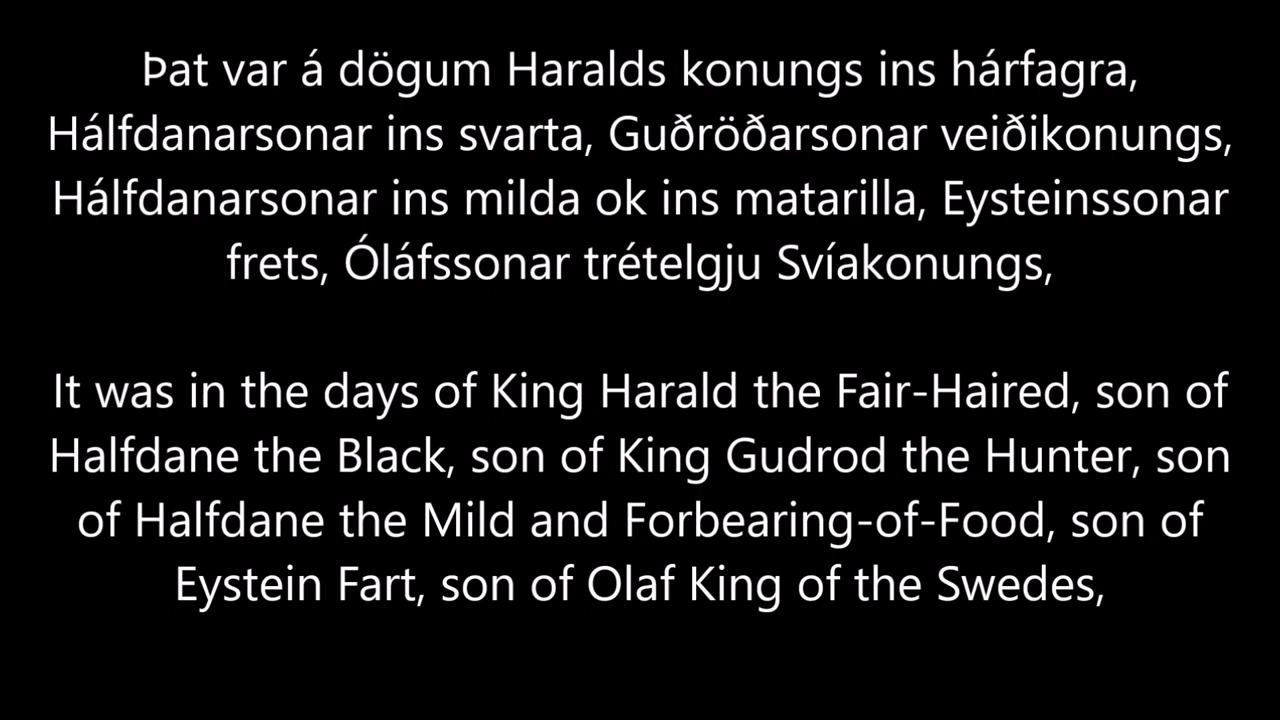 Þat var á dögum Haralds konungs ins hárfagra,
Hálfdanarsonar ins svarta, Guðröðarsonar veiðikonungs,
Hálfdanarsonar ins milda ok ins matarilla, Eysteinssonar
frets, Óláfssonar trételgju Svíakonungs,
It was in the days of King Harald the Fair-Haired, son of
Halfdane the Black, son of King Gudrod the Hunter, son
of Halfdane the Mild and Forbearing-of-Food, son of
Eystein Fart, son of Olaf King of the Swedes,